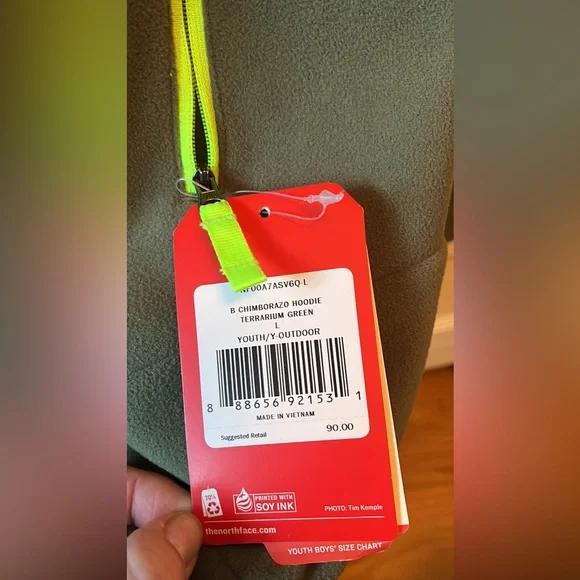 NF00A7ASV6Q-L
B CHIMBORAZO HOODIE
TERRARIUM GREEN
L
YOUTH/Y-OUTDOOR
8 88656 92153 1
MADE IN VIETNAM
Suggested Retail 90.00
PRINTED WITH
SOY INK
PHOTO: Tim Kemple
thenorthface.com
YOUTH BOYS' SIZE CHART